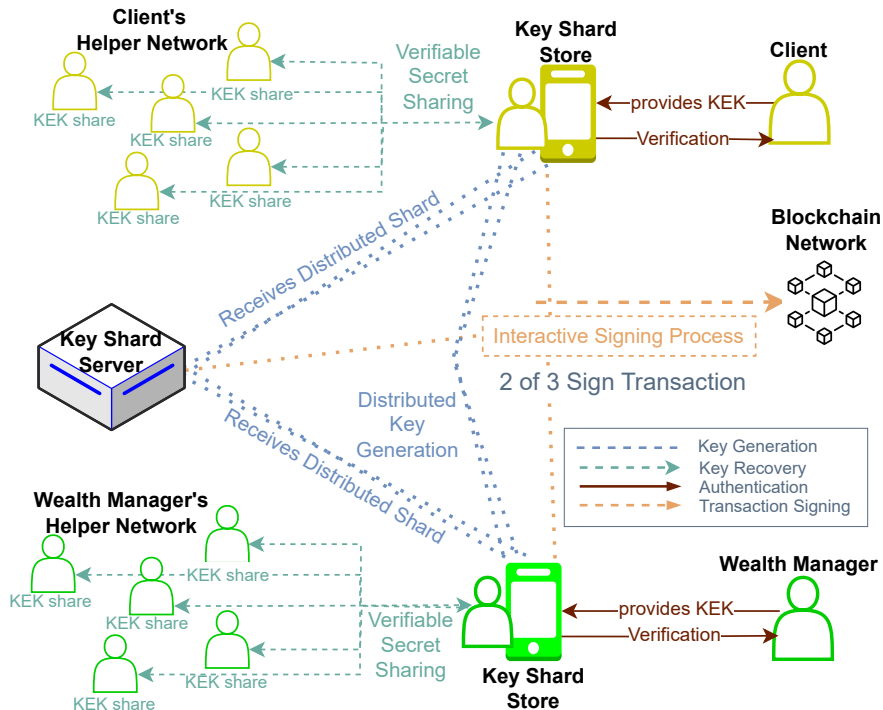 Client's
Helper Network
KEK share
KEK share
KEK share
KEK share
KEK share
Verifiable
Secret
Sharing
Key Shard
Store
Client
provides KEK
Verification
Blockchain
Network
Receives Distributed Shard
Key Shard
Server
Interactive Signing Process
2 of 3 Sign Transaction
Distributed
Key
Generation
Receives Distributed Shard
Key Generation
Key Recovery
Authentication
Transaction Signing
Wealth Manager's
Helper Network
KEK share
KEK share
KEK share
KEK share
KEK share
Verifiable
Secret
Sharing
Key Shard
Store
Wealth Manager
provides KEK
Verification